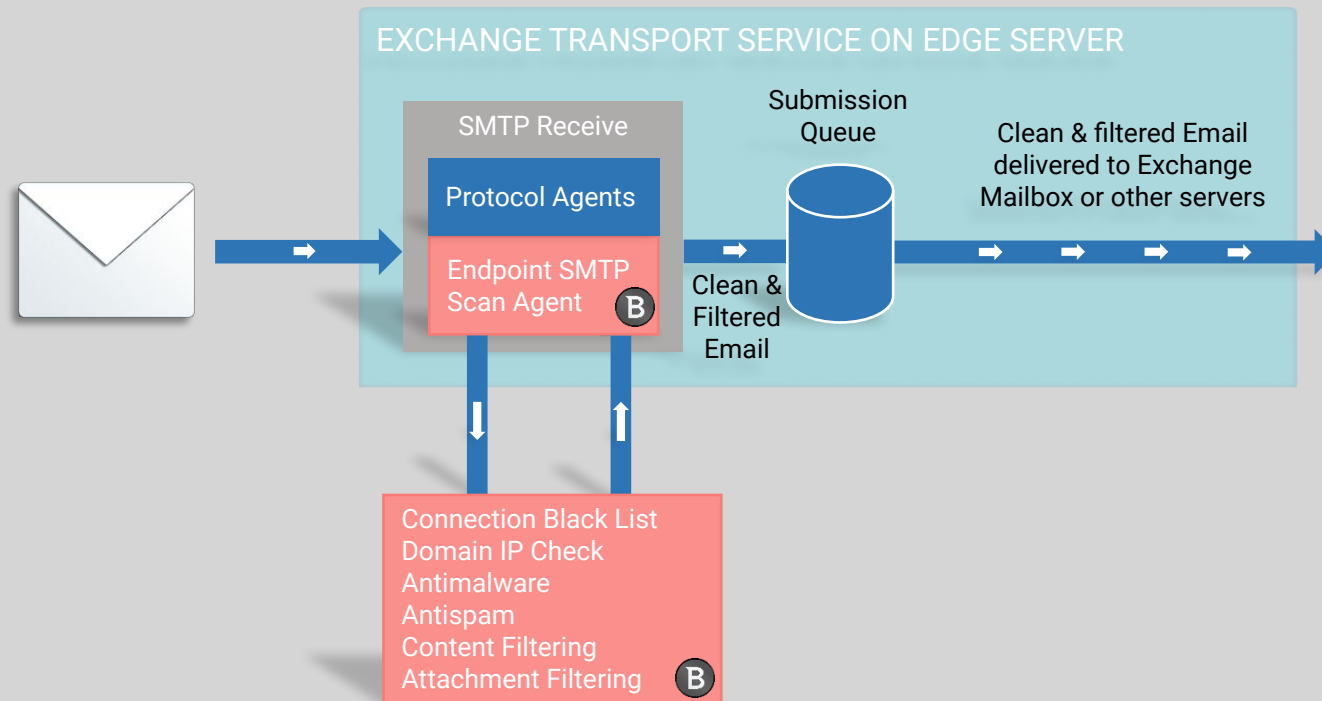 EXCHANGE TRANSPORT SERVICE ON EDGE SERVER
SMTP Receive
Protocol Agents
Endpoint SMTP
Scan Agent
B
Submission
Queue
Clean &
Filtered
Email
Clean & filtered Email
delivered to Exchange
Mailbox or other servers
Connection Black List
Domain IP Check
Antimalware
Antispam
Content Filtering
Attachment Filtering
B